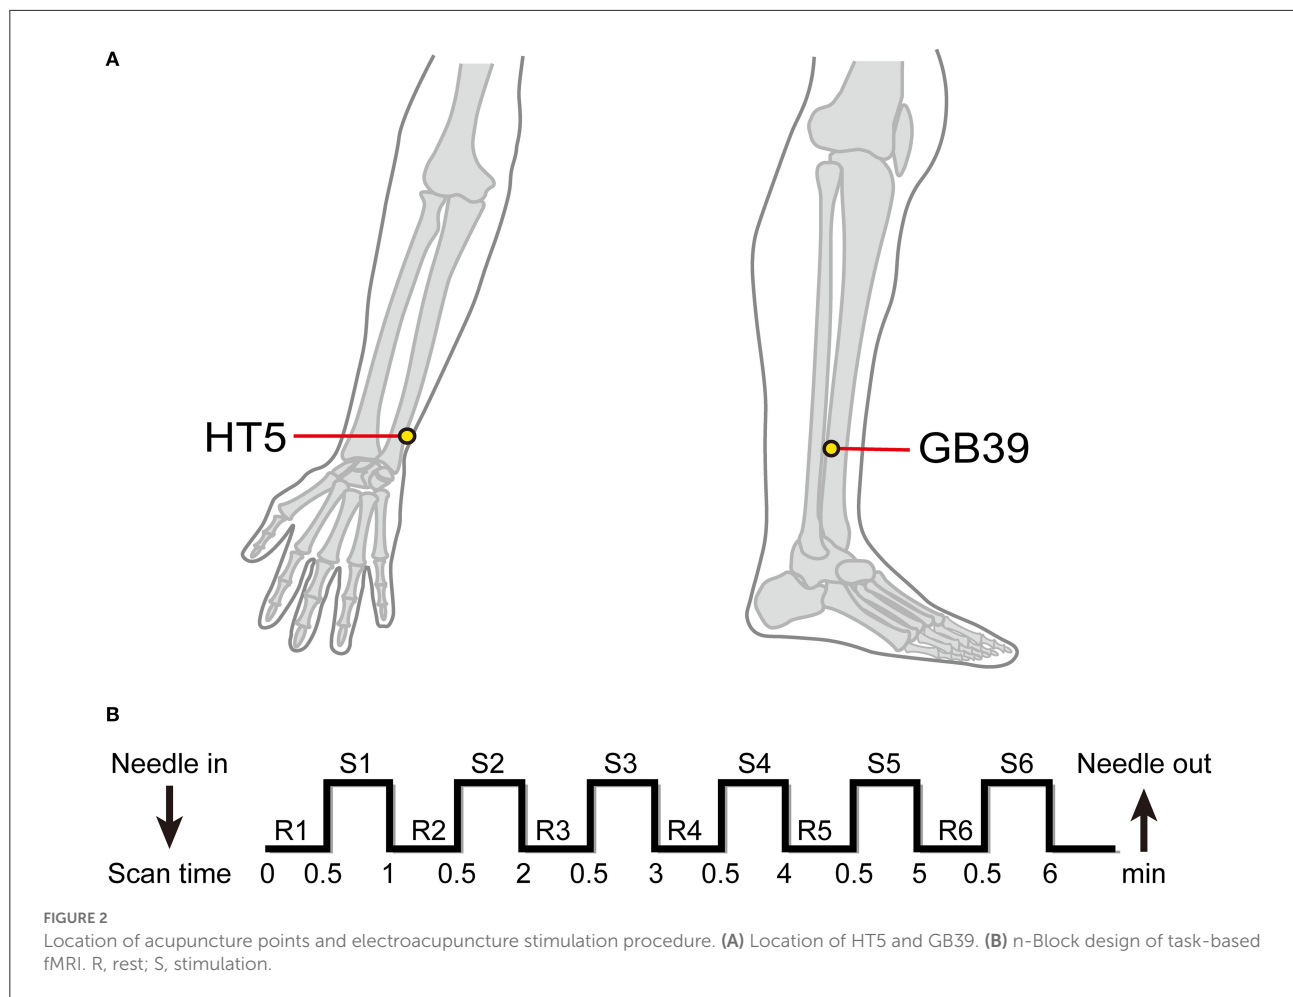 A
HT5
GB39
B
Needle in
S1 S2 S3 S4 S5 S6
Needle out
R1 R2 R3 R4 R5 R6
Scan time 0 0.5 1 0.5 2 0.5 3 0.5 4 0.5 5 0.5 6 min
FIGURE 2
Location of acupuncture points and electroacupuncture stimulation procedure. (A) Location of HT5 and GB39. (B) n-Block design of task-based
fMRI. R, rest; S, stimulation.